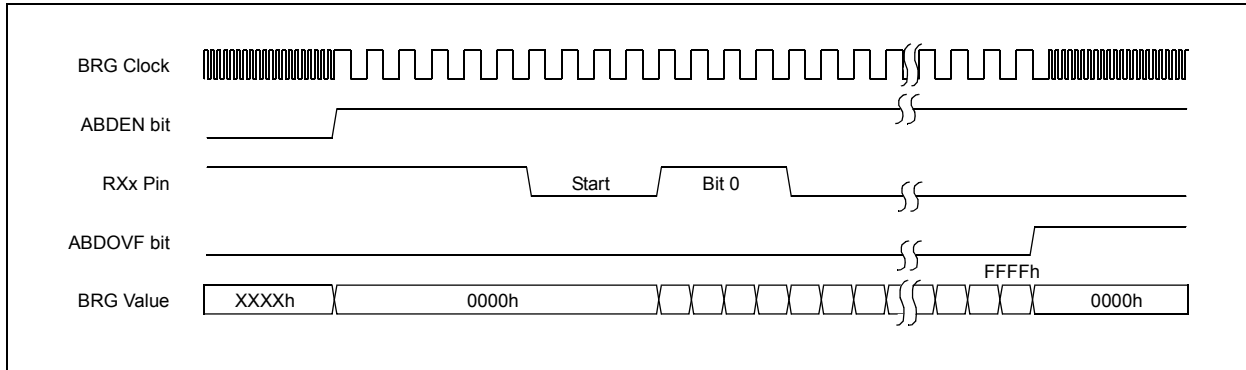 BRG Clock
ABDEN bit
RXx Pin
Start
Bit 0
ABDOVF bit
FFFFh
BRG Value
XXXXh
0000h
0000h